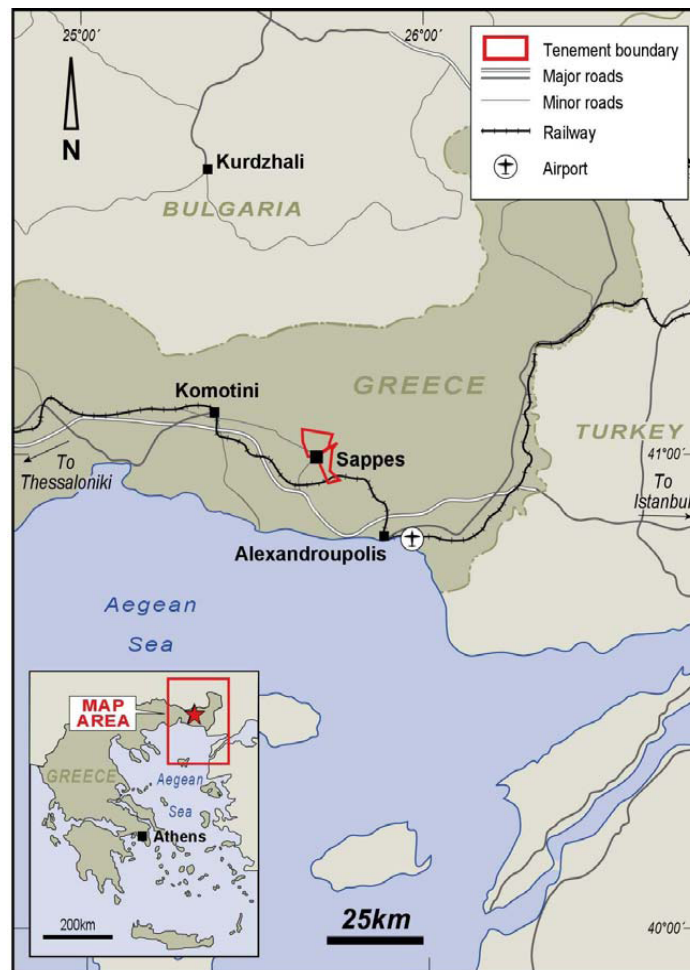 25°00'
26°00'
N
Tenement boundary
Major roads
Minor roads
Railway
Airport
Kurdzhali
BULGARIA
Komotini
GREECE
Sappes
TURKEY
41°00'
To
Thessaloniki
To
Istanbul
Alexandroupolis
Aegean
Sea
MAP
AREA
GREECE
Aegean
Sea
Athens
200km
25km
40°00'